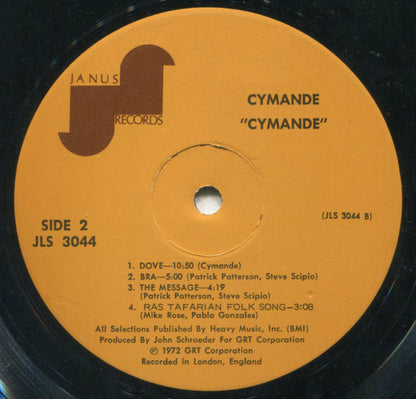 JANUS
RECORDS
CYMANDE
"CYMANDE"
SIDE 2
JLS 3044
(JLS 3044 B)
1. DOVE—10:50 (Cymande)
2. BRA—5:00 (Patrick Patterson, Steve Scipio)
3. THE MESSAGE—4:19
(Patrick Patterson, Steve Scipio)
4. RAS TAFARIAN FOLK SONG—3:08
(Mike Rose, Pablo Gonzales)
All Selections Published By Heavy Music, Inc. (BMI)
Produced By John Schroeder For GRT Corporation
℗ 1972 GRT Corporation
Recorded in London, England